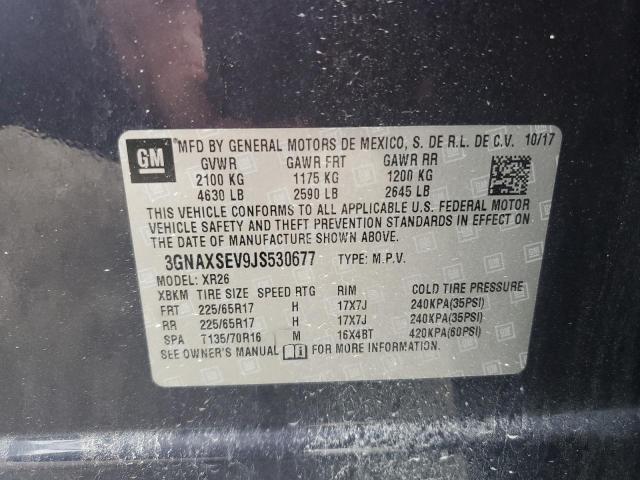 GM MFD BY GENERAL MOTORS DE MEXICO, S. DE R.L. DE C.V. 10/17
GVWR GAWR FRT GAWR RR
2100 KG 1175 KG 1200 KG
4630 LB 2590 LB 2645 LB
THIS VEHICLE CONFORMS TO ALL APPLICABLE U.S. FEDERAL MOTOR
VEHICLE SAFETY AND THEFT PREVENTION STANDARDS IN EFFECT ON
THE DATE OF MANUFACTURE SHOWN ABOVE.
3GNAXSEV9JS530677 TYPE: M.P.V.
MODEL: XR26
XBKM TIRE SIZE SPEED RTG RIM COLD TIRE PRESSURE
FRT 225/65R17 H 17X7J 240KPA(35PSI)
RR 225/65R17 H 17X7J 240KPA(35PSI)
SPA T135/70R16 M 16X4BT 420KPA(60PSI)
SEE OWNER'S MANUAL FOR MORE INFORMATION.